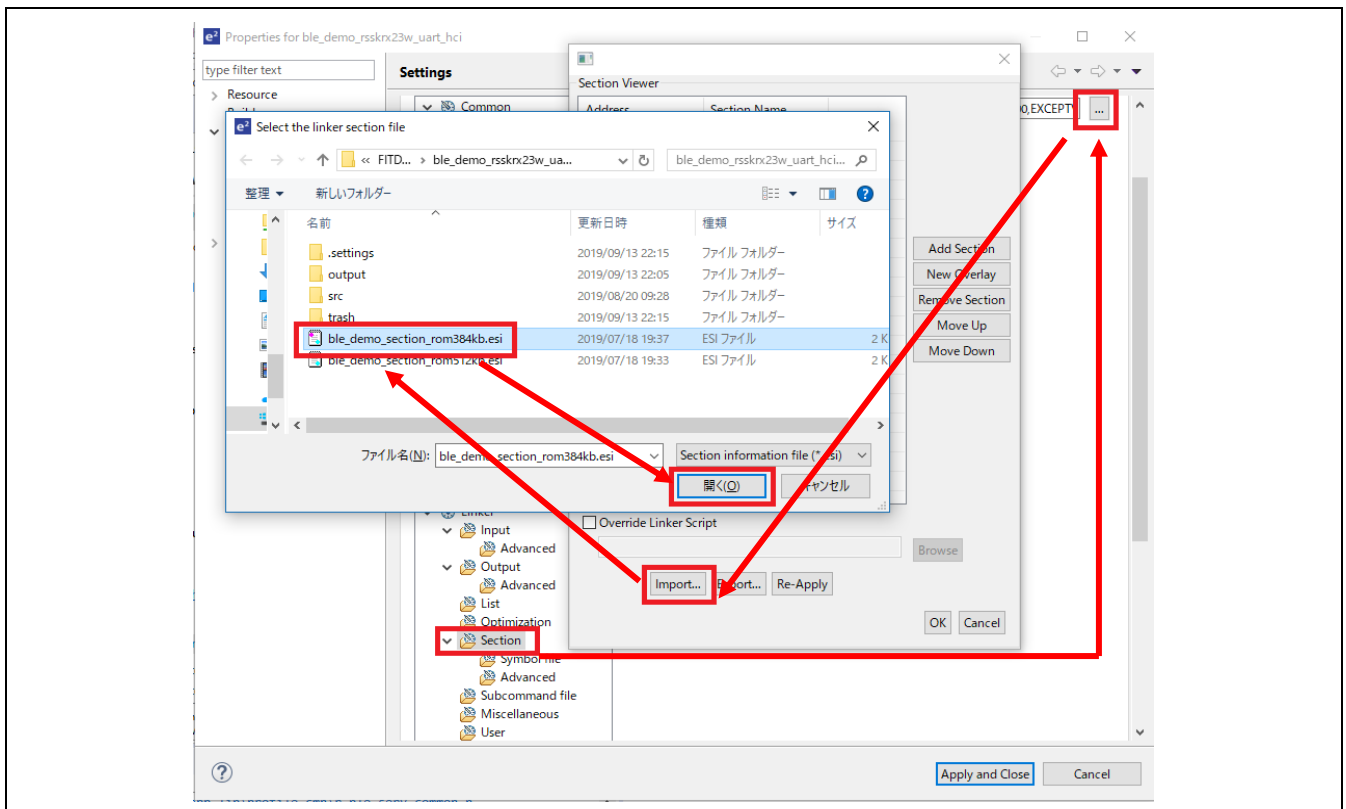 e² Properties for ble_demo_rsskrx23w_uart_hci
type filter text
Settings
Resource
Common
Section Viewer
Address Section Name
0,EXCEPTV ...
e² Select the linker section file
« FITD... › ble_demo_rsskrx23w_ua...
ble_demo_rsskrx23w_uart_hci...
整理 新しいフォルダー
名前 更新日時 種類 サイズ
.settings 2019/09/13 22:15 ファイル フォルダー
output 2019/09/13 22:05 ファイル フォルダー
src 2019/08/20 09:28 ファイル フォルダー
trash 2019/09/13 22:15 ファイル フォルダー
ble_demo_section_rom384kb.esi 2019/07/18 19:37 ESI ファイル 2 K
ble_demo_section_rom512kb.esi 2019/07/18 19:33 ESI ファイル 2 K
ファイル名(N): ble_demo_section_rom384kb.esi Section information file (*.esi)
開く(O) キャンセル
Add Section
New Overlay
Remove Section
Move Up
Move Down
Linker
Input
Advanced
Output
Advanced
List
Optimization
Section
Symbol file
Advanced
Subcommand file
Miscellaneous
User
Override Linker Script
Browse
Import... Export... Re-Apply
OK Cancel
Apply and Close Cancel